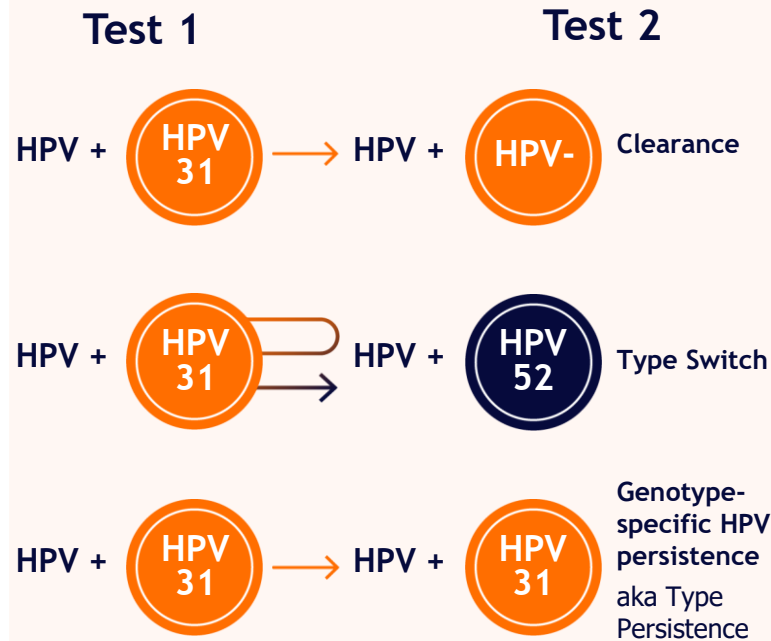 Test 1 Test 2
HPV + HPV 31 HPV + HPV- Clearance
HPV + HPV 31 HPV + HPV 52 Type Switch
HPV + HPV 31 HPV + HPV 31 Genotype-
specific HPV
persistence
aka Type
Persistence